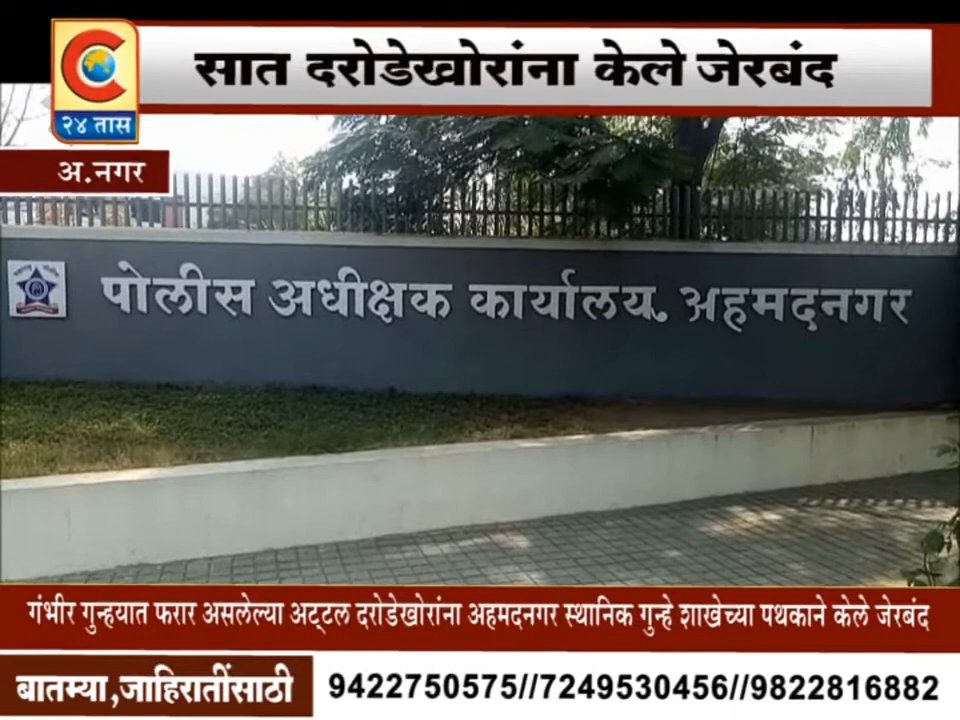 सात दरोडेखोरांना केले जेरबंद
C
२४ तास
अ.नगर
पोलीस अधीक्षक कार्यालय, अहमदनगर
गंभीर गुन्हयात फरार असलेल्या अट्टल दरोडेखोरांना अहमदनगर स्थानिक गुन्हे शाखेच्या पथकाने केले जेरबंद
बातम्या,जाहिरातींसाठी
9422750575//7249530456//9822816882